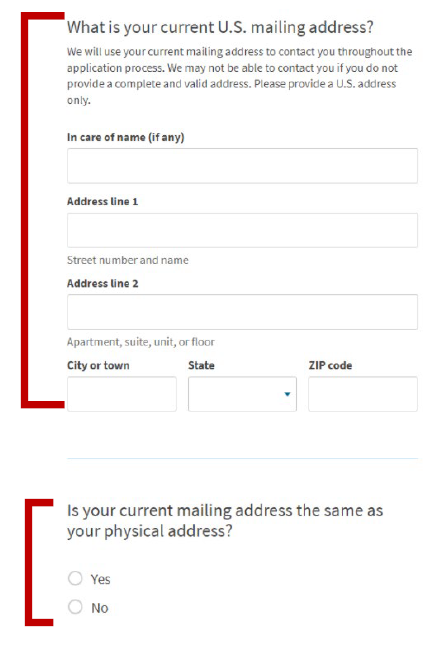 What is your current U.S. mailing address?
We will use your current mailing address to contact you throughout the
application process. We may not be able to contact you if you do not
provide a complete and valid address. Please provide a U.S. address
only.
In care of name (if any)
Address line 1
Street number and name
Address line 2
Apartment, suite, unit, or floor
City or town State ZIP code
Is your current mailing address the same as
your physical address?
Yes
No